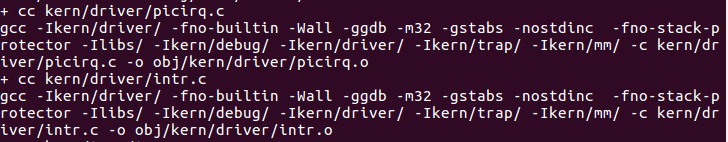 + cc kern/driver/picirq.c
gcc -Ikern/driver/ -fno-builtin -Wall -ggdb -m32 -gstabs -nostdinc  -fno-stack-p
rotector -Ilibs/ -Ikern/debug/ -Ikern/driver/ -Ikern/trap/ -Ikern/mm/ -c kern/dr
iver/picirq.c -o obj/kern/driver/picirq.o
+ cc kern/driver/intr.c
gcc -Ikern/driver/ -fno-builtin -Wall -ggdb -m32 -gstabs -nostdinc  -fno-stack-p
rotector -Ilibs/ -Ikern/debug/ -Ikern/driver/ -Ikern/trap/ -Ikern/mm/ -c kern/dr
iver/intr.c -o obj/kern/driver/intr.o